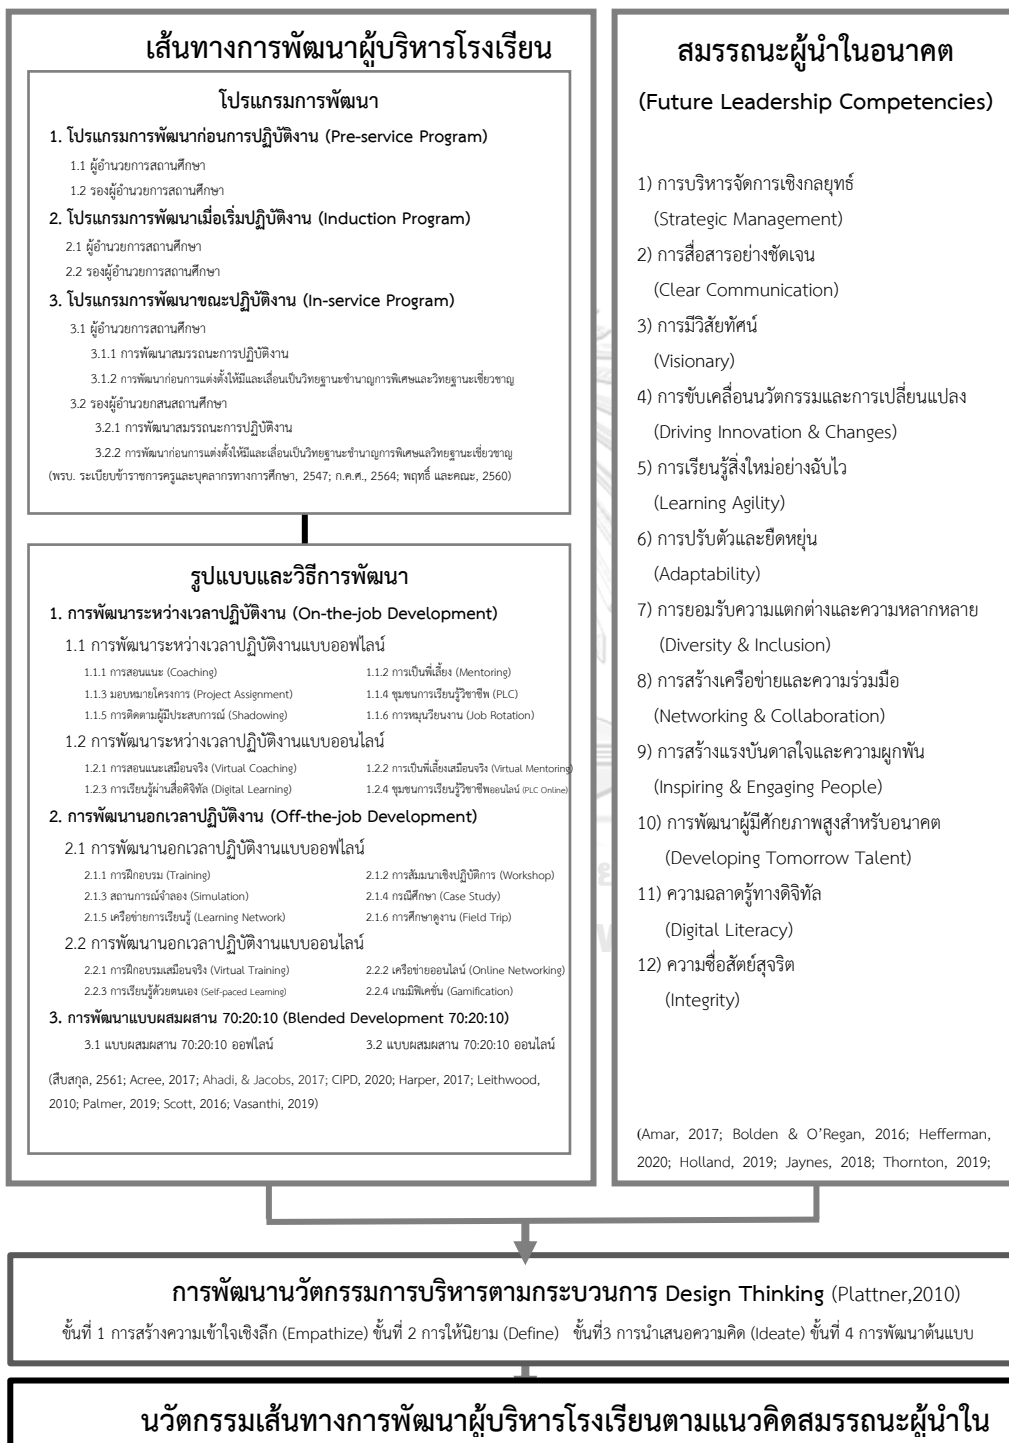 เส้นทางการพัฒนาผู้บริหารโรงเรียน
โปรแกรมการพัฒนา
1. โปรแกรมการพัฒนาก่อนการปฏิบัติงาน (Pre-service Program)
1.1 ผู้อำนวยการสถานศึกษา
1.2 รองผู้อำนวยการสถานศึกษา
2. โปรแกรมการพัฒนาเมื่อเริ่มปฏิบัติงาน (Induction Program)
2.1 ผู้อำนวยการสถานศึกษา
2.2 รองผู้อำนวยการสถานศึกษา
3. โปรแกรมการพัฒนาขณะปฏิบัติงาน (In-service Program)
3.1 ผู้อำนวยการสถานศึกษา
3.1.1 การพัฒนาสมรรถนะการปฏิบัติงาน
3.1.2 การพัฒนาก่อนการแต่งตั้งให้มีและเลื่อนเป็นวิทยฐานะชำนาญการพิเศษและวิทยฐานะเชี่ยวชาญ
3.2 รองผู้อำนวยกสนสถานศึกษา
3.2.1 การพัฒนาสมรรถนะการปฏิบัติงาน
3.2.2 การพัฒนาก่อนการแต่งตั้งให้มีและเลื่อนเป็นวิทยฐานะชำนาญการพิเศษแลวิทยฐานะเชี่ยวชาญ
(พรบ. ระเบียบข้าราชการครูและบุคลากรทางการศึกษา, 2547; ก.ค.ศ., 2564; พฤทธิ์ และคณะ, 2560)
รูปแบบและวิธีการพัฒนา
1. การพัฒนาระหว่างเวลาปฏิบัติงาน (On-the-job Development)
1.1 การพัฒนาระหว่างเวลาปฏิบัติงานแบบออฟไลน์
1.1.1 การสอนแนะ (Coaching) 1.1.2 การเป็นพี่เลี้ยง (Mentoring)
1.1.3 มอบหมายโครงการ (Project Assignment) 1.1.4 ชุมชนการเรียนรู้วิชาชีพ (PLC)
1.1.5 การติดตามผู้มีประสบการณ์ (Shadowing) 1.1.6 การหมุนวียนงาน (Job Rotation)
1.2 การพัฒนาระหว่างเวลาปฏิบัติงานแบบออนไลน์
1.2.1 การสอนแนะเสมือนจริง (Virtual Coaching) 1.2.2 การเป็นพี่เลี้ยงเสมือนจริง (Virtual Mentoring)
1.2.3 การเรียนรู้ผ่านสื่อดิจิทัล (Digital Learning) 1.2.4 ชุมชนการเรียนรู้วิชาชีพออนไลน์ (PLC Online)
2. การพัฒนานอกเวลาปฏิบัติงาน (Off-the-job Development)
2.1 การพัฒนานอกเวลาปฏิบัติงานแบบออฟไลน์
2.1.1 การฝึกอบรม (Training) 2.1.2 การสัมมนาเชิงปฏิบัติการ (Workshop)
2.1.3 สถานการณ์จำลอง (Simulation) 2.1.4 กรณีศึกษา (Case Study)
2.1.5 เครือข่ายการเรียนรู้ (Learning Network) 2.1.6 การศึกษาดูงาน (Field Trip)
2.2 การพัฒนานอกเวลาปฏิบัติงานแบบออนไลน์
2.2.1 การฝึกอบรมเสมือนจริง (Virtual Training) 2.2.2 เครือข่ายออนไลน์ (Online Networking)
2.2.3 การเรียนรู้ด้วยตนเอง (Self-paced Learning) 2.2.4 เกมมิฟิเคชั่น (Gamification)
3. การพัฒนาแบบผสมผสาน 70:20:10 (Blended Development 70:20:10)
3.1 แบบผสมผสาน 70:20:10 ออฟไลน์ 3.2 แบบผสมผสาน 70:20:10 ออนไลน์
(สืบสกุล, 2561; Acree, 2017; Ahadi, & Jacobs, 2017; CIPD, 2020; Harper, 2017; Leithwood,
2010; Palmer, 2019; Scott, 2016; Vasanthi, 2019)
สมรรถนะผู้นำในอนาคต
(Future Leadership Competencies)
1) การบริหารจัดการเชิงกลยุทธ์
(Strategic Management)
2) การสื่อสารอย่างชัดเจน
(Clear Communication)
3) การมีวิสัยทัศน์
(Visionary)
4) การขับเคลื่อนนวัตกรรมและการเปลี่ยนแปลง
(Driving Innovation & Changes)
5) การเรียนรู้สิ่งใหม่อย่างฉับไว
(Learning Agility)
6) การปรับตัวและยืดหยุ่น
(Adaptability)
7) การยอมรับความแตกต่างและความหลากหลาย
(Diversity & Inclusion)
8) การสร้างเครือข่ายและความร่วมมือ
(Networking & Collaboration)
9) การสร้างแรงบันดาลใจและความผูกพัน
(Inspiring & Engaging People)
10) การพัฒนาผู้มีศักยภาพสูงสำหรับอนาคต
(Developing Tomorrow Talent)
11) ความฉลาดรู้ทางดิจิทัล
(Digital Literacy)
12) ความซื่อสัตย์สุจริต
(Integrity)
(Amar, 2017; Bolden & O’Regan, 2016; Hefferman,
2020; Holland, 2019; Jaynes, 2018; Thornton, 2019;
การพัฒนานวัตกรรมการบริหารตามกระบวนการ Design Thinking (Plattner,2010)
ขั้นที่ 1 การสร้างความเข้าใจเชิงลึก (Empathize) ขั้นที่ 2 การให้นิยาม (Define) ขั้นที่3 การนำเสนอความคิด (Ideate) ขั้นที่ 4 การพัฒนาต้นแบบ
นวัตกรรมเส้นทางการพัฒนาผู้บริหารโรงเรียนตามแนวคิดสมรรถนะผู้นำใน